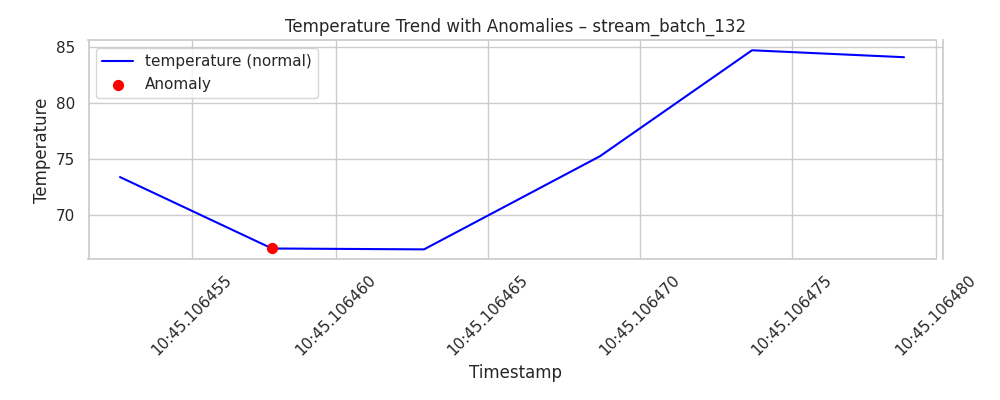 Temperature Trend with Anomalies – stream_batch_132
temperature (normal)
Anomaly
Temperature
85
80
75
70
10:45.106455
10:45.106460
10:45.106465
10:45.106470
10:45.106475
10:45.106480
Timestamp